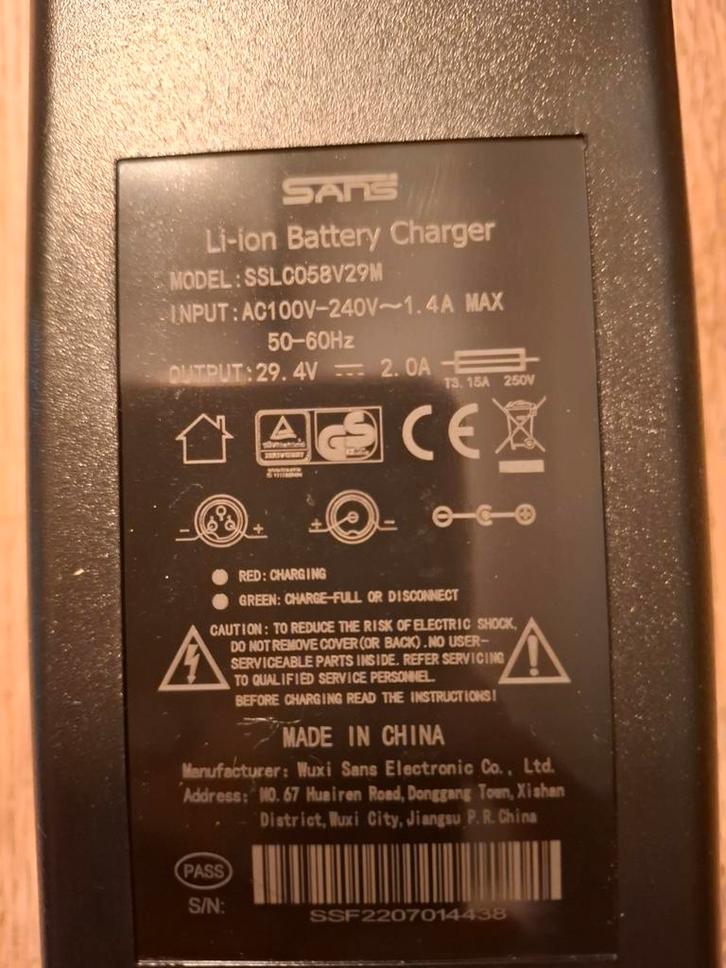 SANS
Li-ion Battery Charger
MODEL:SSLC058V29M
INPUT:AC100V-240V~1.4A MAX
50-60Hz
OUTPUT:29.4V ⎓ 2.0A
T3.15A 250V
GS
CE
RED:CHARGING
GREEN:CHARGE-FULL OR DISCONNECT
CAUTION: TO REDUCE THE RISK OF ELECTRIC SHOCK,
DO NOT REMOVE COVER(OR BACK).NO USER-
SERVICEABLE PARTS INSIDE. REFER SERVICING
TO QUALIFIED SERVICE PERSONNEL.
BEFORE CHARGING READ THE INSTRUCTIONS!
MADE IN CHINA
Manufacturer: Wuxi Sans Electronic Co., Ltd.
Address: NO.67 Huairen Road,Donggang Town,Xishan
District,Wuxi City,Jiangsu P.R.China
PASS
S/N:
SSF2207014438